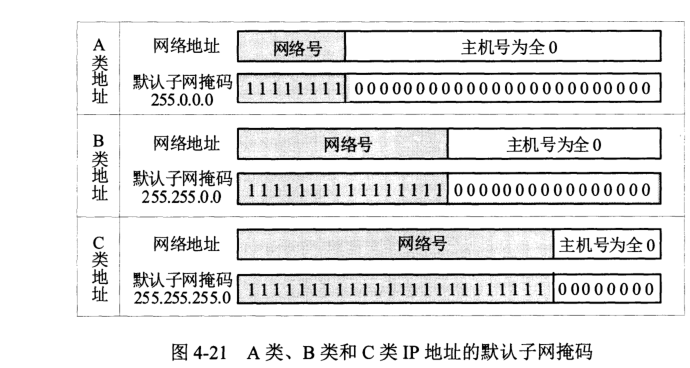 A类地址
网络地址 网络号 主机号为全0
默认子网掩码
255.0.0.0 11111111 000000000000000000000000
B类地址
网络地址 网络号 主机号为全0
默认子网掩码
255.255.0.0 1111111111111111 0000000000000000
C类地址
网络地址 网络号 主机号为全0
默认子网掩码
255.255.255.0 111111111111111111111111 00000000
图 4-21 A 类、B 类和 C 类 IP 地址的默认子网掩码